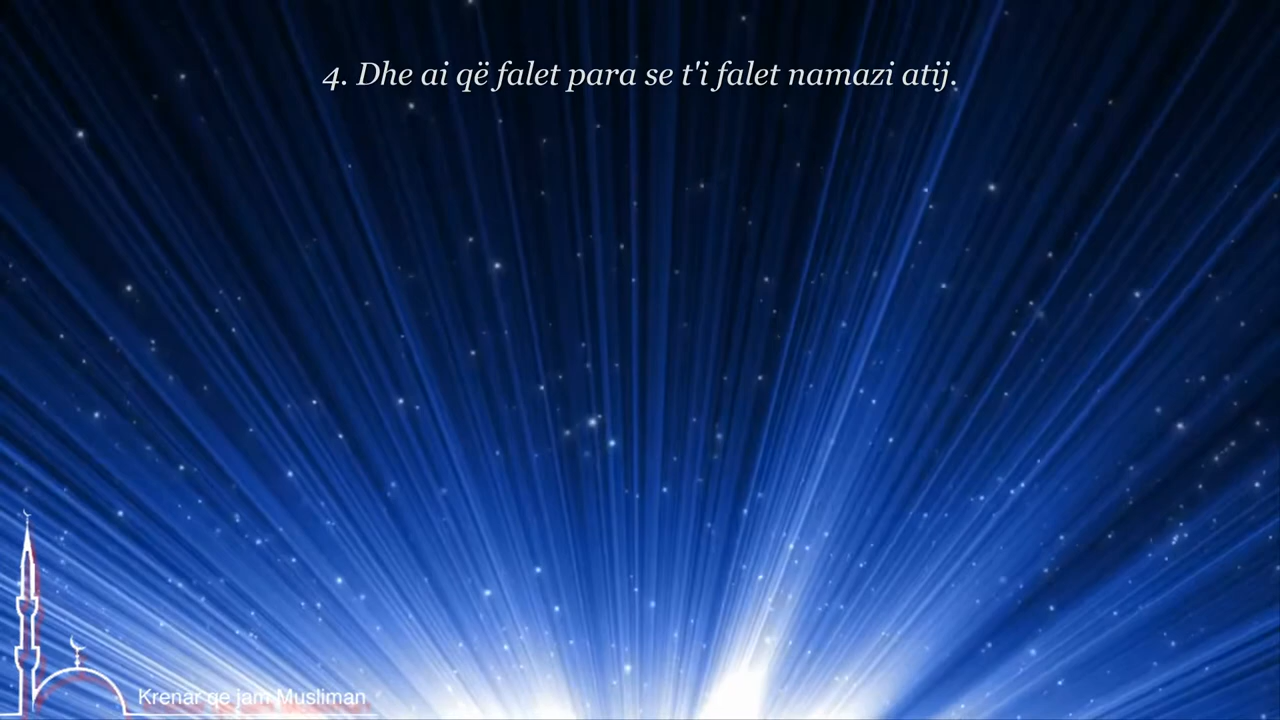 4. Dhe ai që falet para se t'i falet namazi atij.
Krenar qe jam Musliman